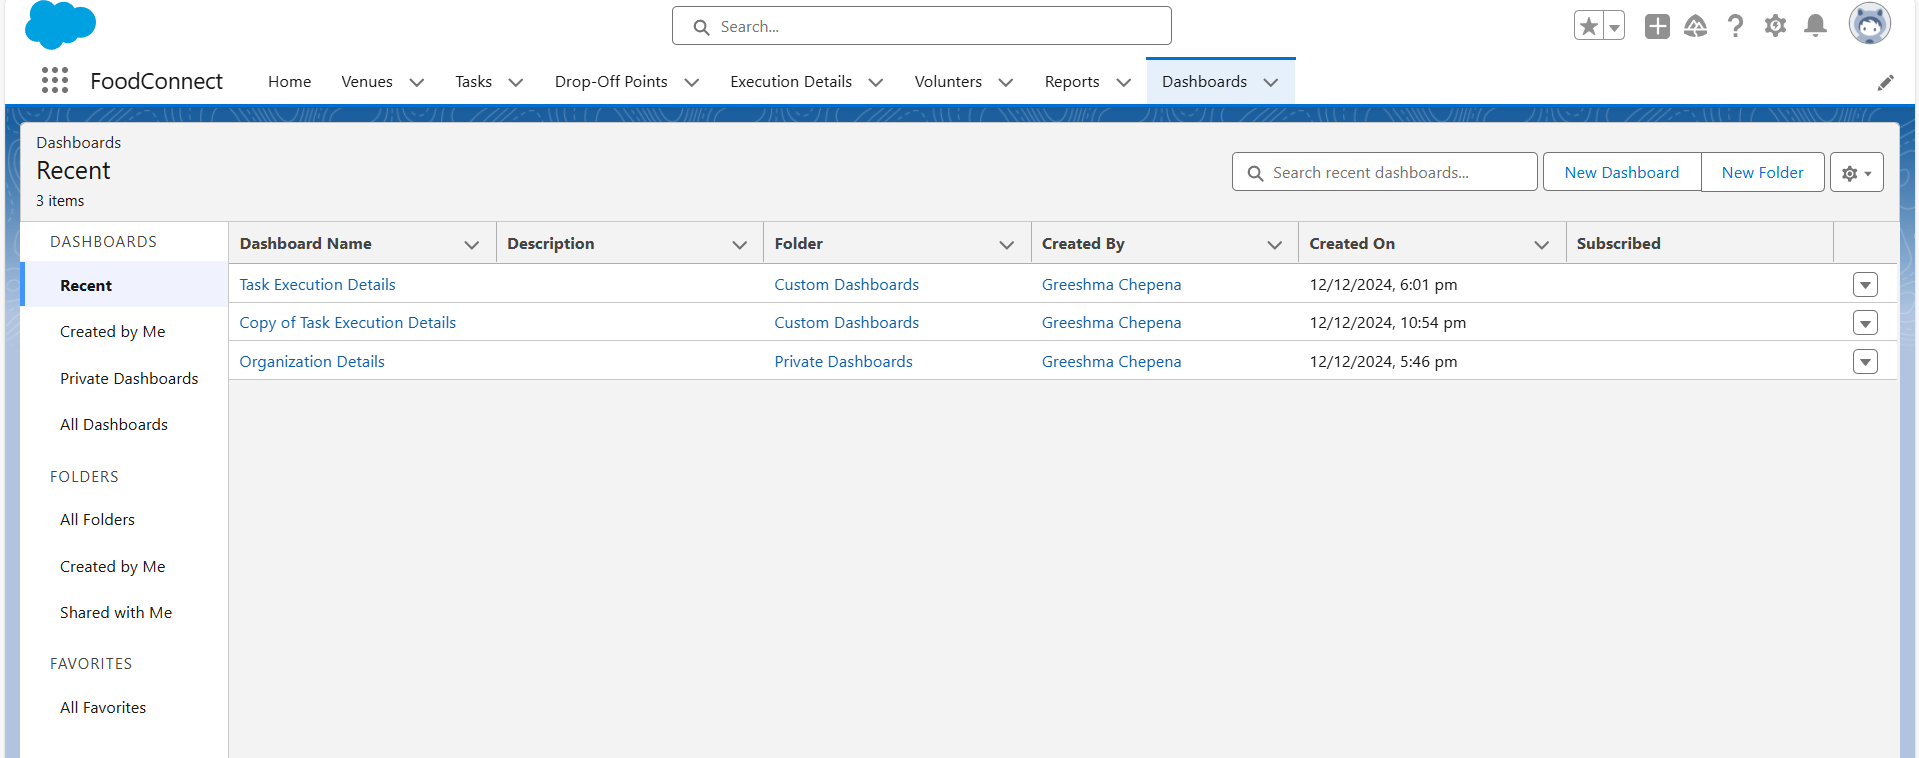 Search...
FoodConnect Home Venues Tasks Drop-Off Points Execution Details Volunters Reports Dashboards
Dashboards
Recent
3 items
Search recent dashboards... New Dashboard New Folder
DASHBOARDS
Recent
Created by Me
Private Dashboards
All Dashboards
FOLDERS
All Folders
Created by Me
Shared with Me
FAVORITES
All Favorites
Dashboard Name Description Folder Created By Created On Subscribed
Task Execution Details Custom Dashboards Greeshma Chepena 12/12/2024, 6:01 pm
Copy of Task Execution Details Custom Dashboards Greeshma Chepena 12/12/2024, 10:54 pm
Organization Details Private Dashboards Greeshma Chepena 12/12/2024, 5:46 pm